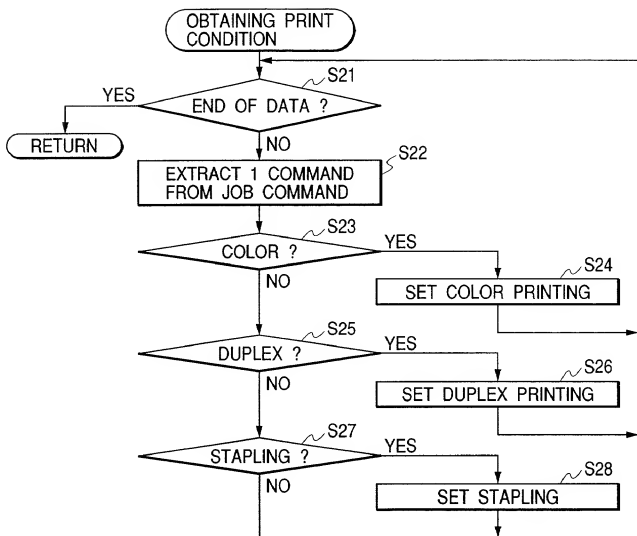 OBTAINING PRINT
CONDITION
S21
YES
END OF DATA ?
RETURN
NO
S22
EXTRACT 1 COMMAND
FROM JOB COMMAND
S23
COLOR ?
YES
S24
NO
SET COLOR PRINTING
S25
DUPLEX ?
YES
S26
NO
SET DUPLEX PRINTING
S27
STAPLING ?
YES
S28
NO
SET STAPLING